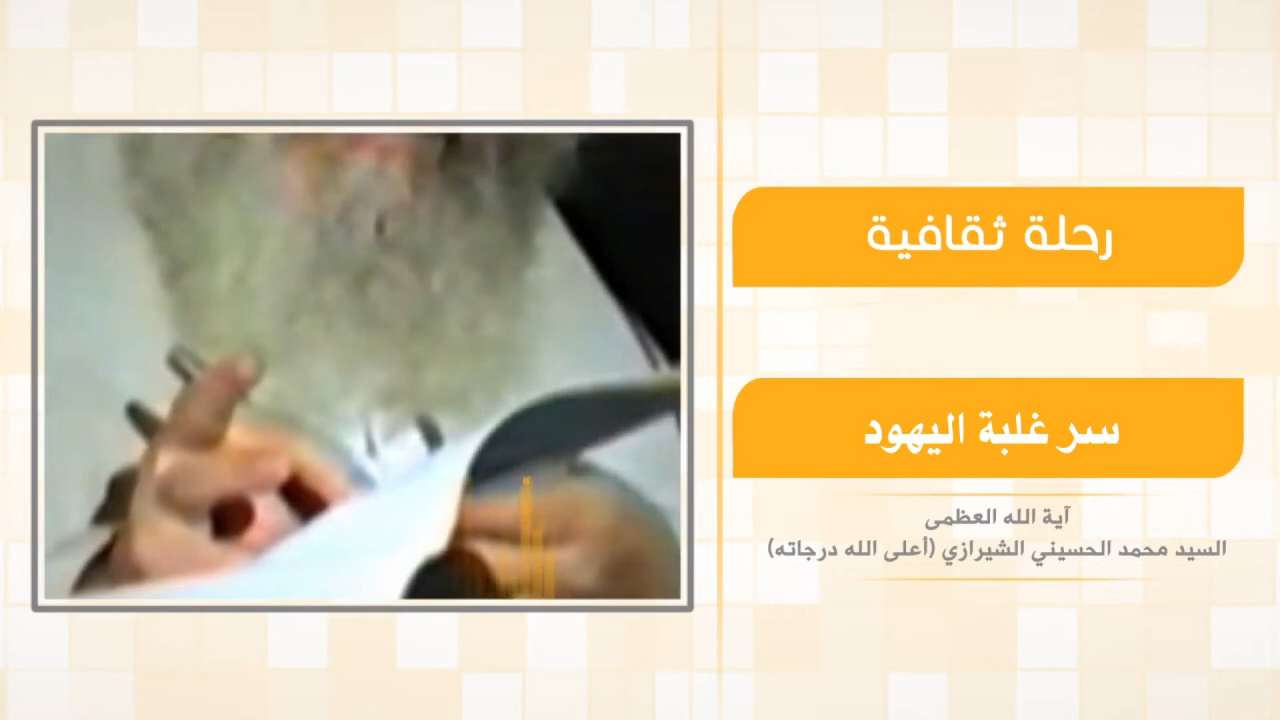 رحلة ثقافية
سر غلبة اليهود
آية الله العظمى
السيد محمد الحسيني الشيرازي (أعلى الله درجاته)